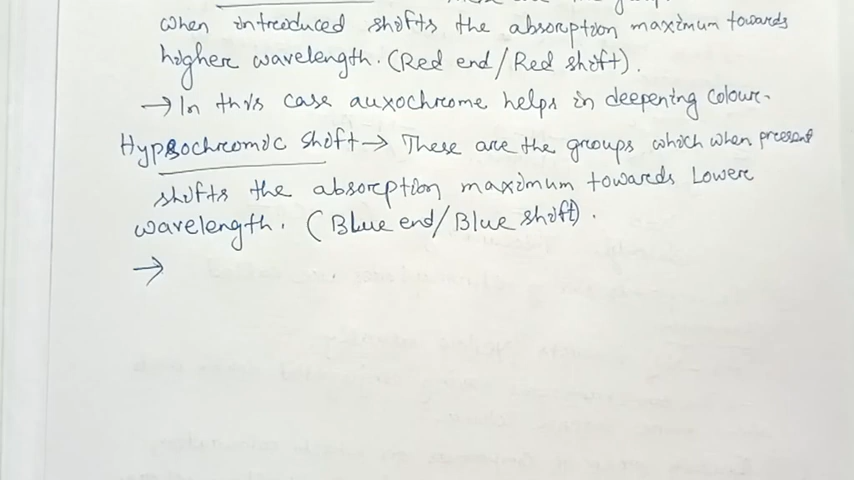 when introduced shifts the absorption maximum towards
higher wavelength. (Red end/Red shift).
→ In this case auxochrome helps in deepening colour.
Hypsochromic shift → These are the groups which when present
shifts the absorption maximum towards Lower
wavelength. (Blue end/Blue shift).
→